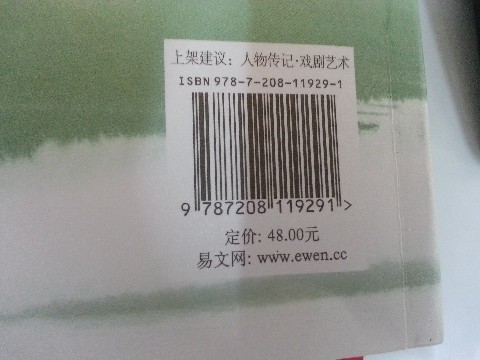 上架建议：人物传记·戏剧艺术
ISBN 978-7-208-11929-1
9 787208 119291 >
定价: 48.00元
易文网: www.ewen.cc